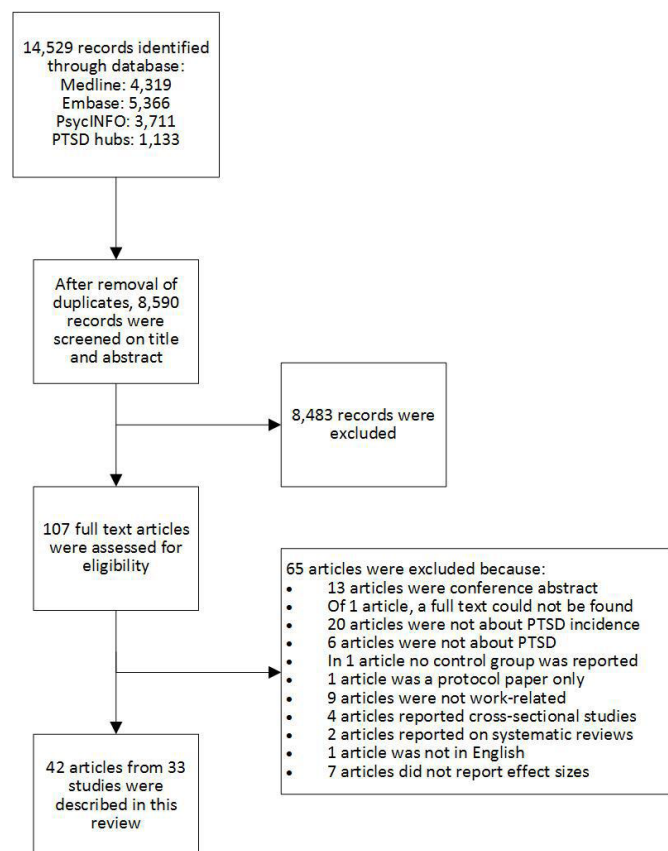 14,529 records identified
through database:
Medline: 4,319
Embase: 5,366
PsycINFO: 3,711
PTSD hubs: 1,133
After removal of
duplicates, 8,590
records were
screened on title
and abstract
8,483 records were
excluded
107 full text articles
were assessed for
eligibility
65 articles were excluded because:
• 13 articles were conference abstract
• Of 1 article, a full text could not be found
• 20 articles were not about PTSD incidence
• 6 articles were not about PTSD
• In 1 article no control group was reported
• 1 article was a protocol paper only
• 9 articles were not work-related
• 4 articles reported cross-sectional studies
• 2 articles reported on systematic reviews
• 1 article was not in English
• 7 articles did not report effect sizes
42 articles from 33
studies were
described in this
review